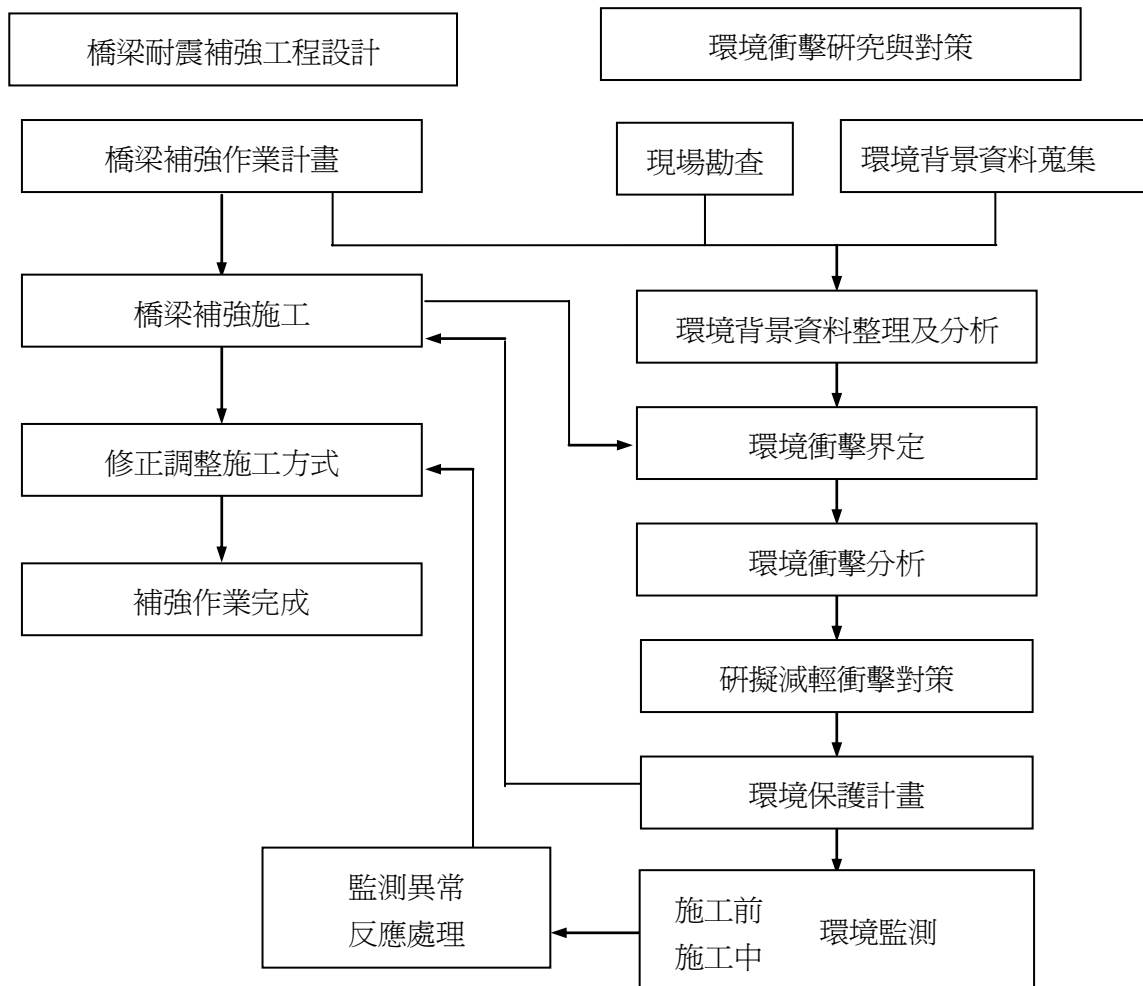 橋梁耐震補強工程設計
環境衝擊研究與對策
橋梁補強作業計畫
現場勘查
環境背景資料蒐集
橋梁補強施工
環境背景資料整理及分析
環境衝擊界定
修正調整施工方式
環境衝擊分析
補強作業完成
研擬減輕衝擊對策
環境保護計畫
監測異常
反應處理
施工前
施工中
環境監測